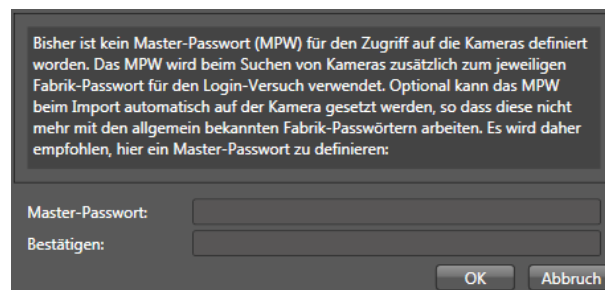 Bisher ist kein Master-Passwort (MPW) für den Zugriff auf die Kameras definiert
worden. Das MPW wird beim Suchen von Kameras zusätzlich zum jeweiligen
Fabrik-Passwort für den Login-Versuch verwendet. Optional kann das MPW
beim Import automatisch auf der Kamera gesetzt werden, so dass diese nicht
mehr mit den allgemein bekannten Fabrik-Passwörtern arbeiten. Es wird daher
empfohlen, hier ein Master-Passwort zu definieren:
Master-Passwort:
Bestätigen:
OK Abbruch